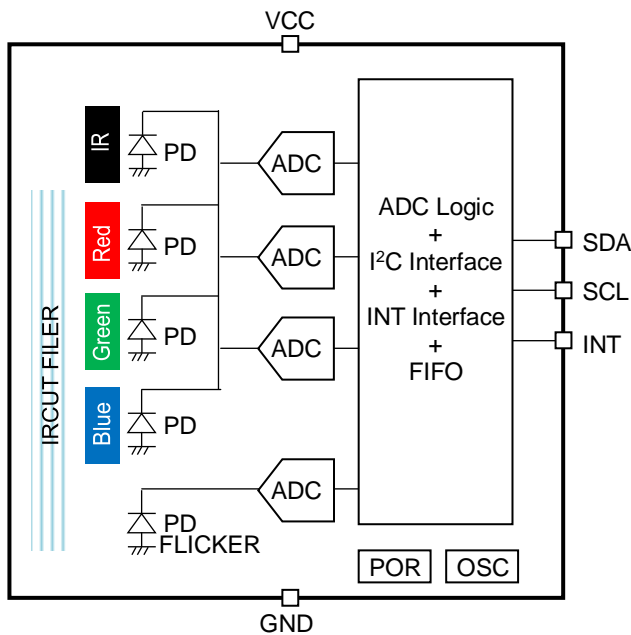 VCC
IR
PD
ADC
Red
PD
ADC
Green
PD
ADC
Blue
PD
IRCUT FILER
ADC
PD
FLICKER
ADC Logic
+
I²C Interface
+
INT Interface
+
FIFO
SDA
SCL
INT
POR
OSC
GND